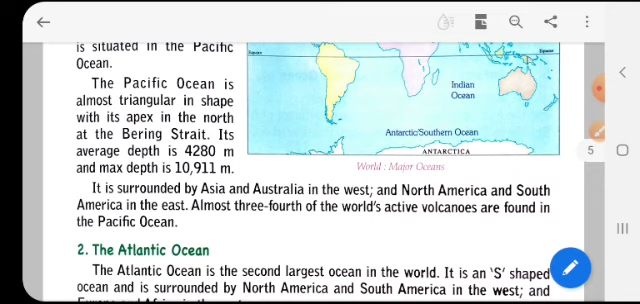 is situated in the Pacific
Ocean.
The Pacific Ocean is
almost triangular in shape
with its apex in the north
at the Bering Strait. Its
average depth is 4280 m
and max depth is 10,911 m.
Equator
Equator
Indian
Ocean
Antarctic/Southern Ocean
ANTARCTICA
World : Major Oceans
It is surrounded by Asia and Australia in the west; and North America and South
America in the east. Almost three-fourth of the world's active volcanoes are found in
the Pacific Ocean.
2. The Atlantic Ocean
The Atlantic Ocean is the second largest ocean in the world. It is an 'S' shaped
ocean and is surrounded by North America and South America in the west; and
5